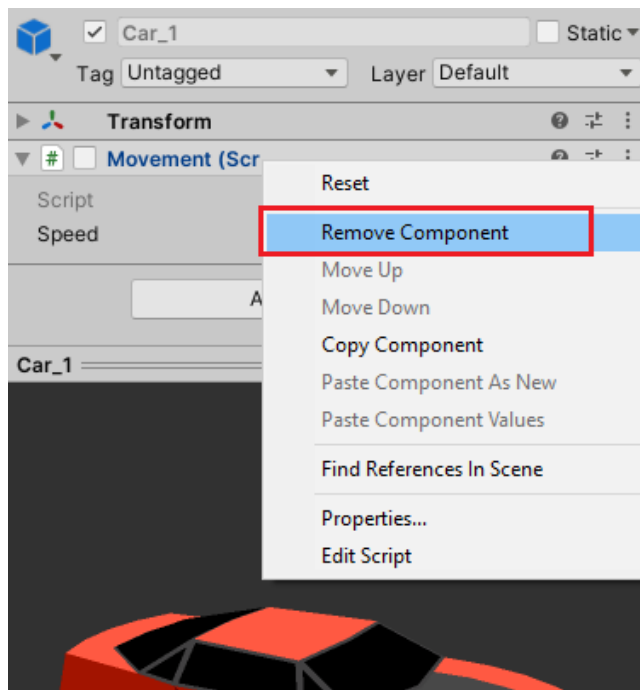 Car_1 Static
Tag Untagged Layer Default
Transform
# Movement (Scr
Script
Speed
A
Car_1
Reset
Remove Component
Move Up
Move Down
Copy Component
Paste Component As New
Paste Component Values
Find References In Scene
Properties...
Edit Script